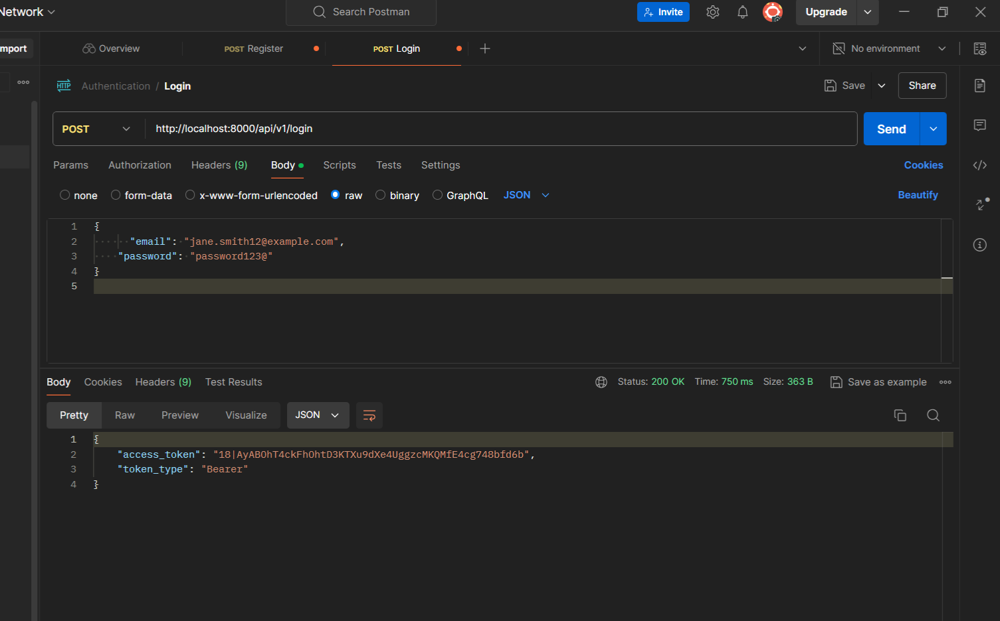 Network
Search Postman
Invite
Upgrade
mport
Overview
POST Register
POST Login
No environment
HTTP
Authentication / Login
Save
Share
POST
http://localhost:8000/api/v1/login
Send
Params
Authorization
Headers (9)
Body
Scripts
Tests
Settings
Cookies
none
form-data
x-www-form-urlencoded
raw
binary
GraphQL
JSON
Beautify
1 {
2 "email": "jane.smith12@example.com",
3 "password": "password123@"
4 }
5
Body
Cookies
Headers (9)
Test Results
Status: 200 OK
Time: 750 ms
Size: 363 B
Save as example
Pretty
Raw
Preview
Visualize
JSON
1 {
2 "access_token": "18|AyABOhT4ckFhOhtD3KTXu9dXe4UggzcMKQMfE4cg748bfd6b",
3 "token_type": "Bearer"
4 }